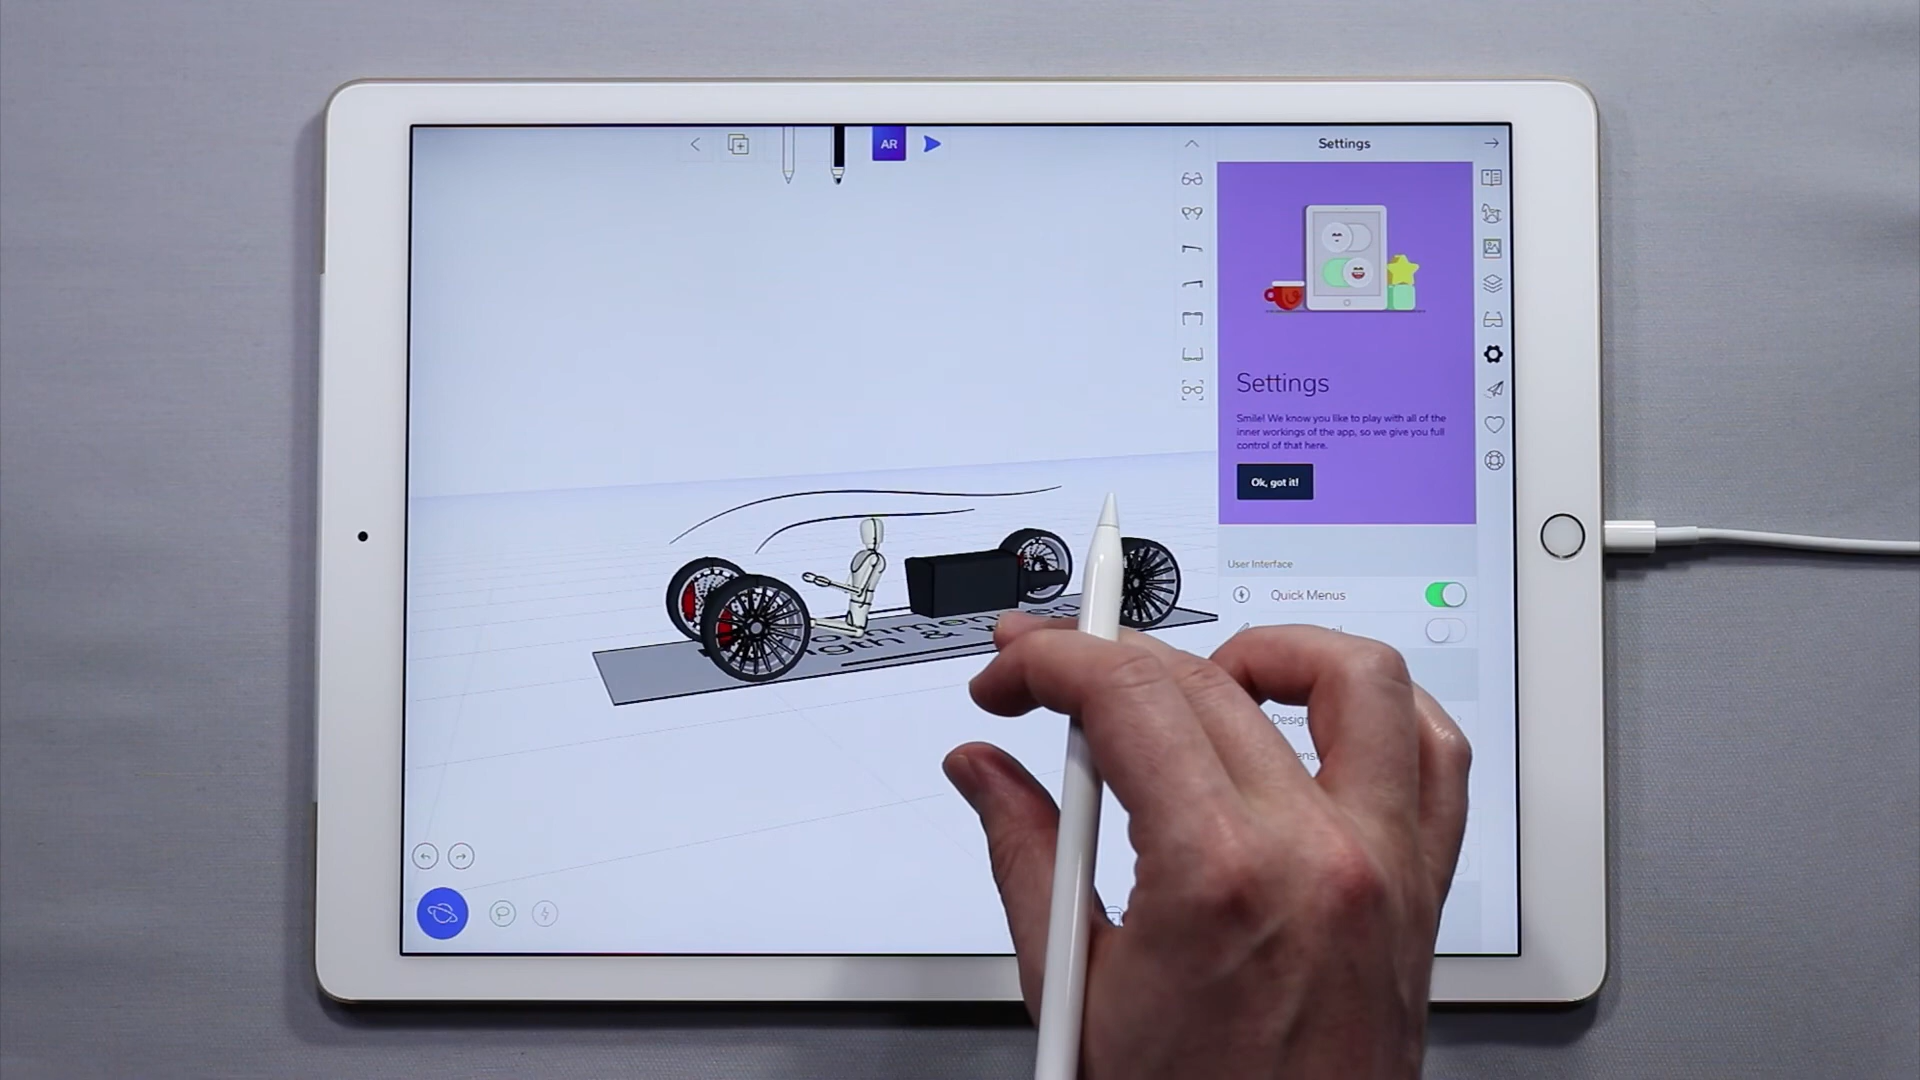 AR
Settings
Settings
Smile! We know you like to play with all of the
inner workings of the app, so we give you full
control of that here.
Ok, got it!
User Interface
Quick Menus
Design